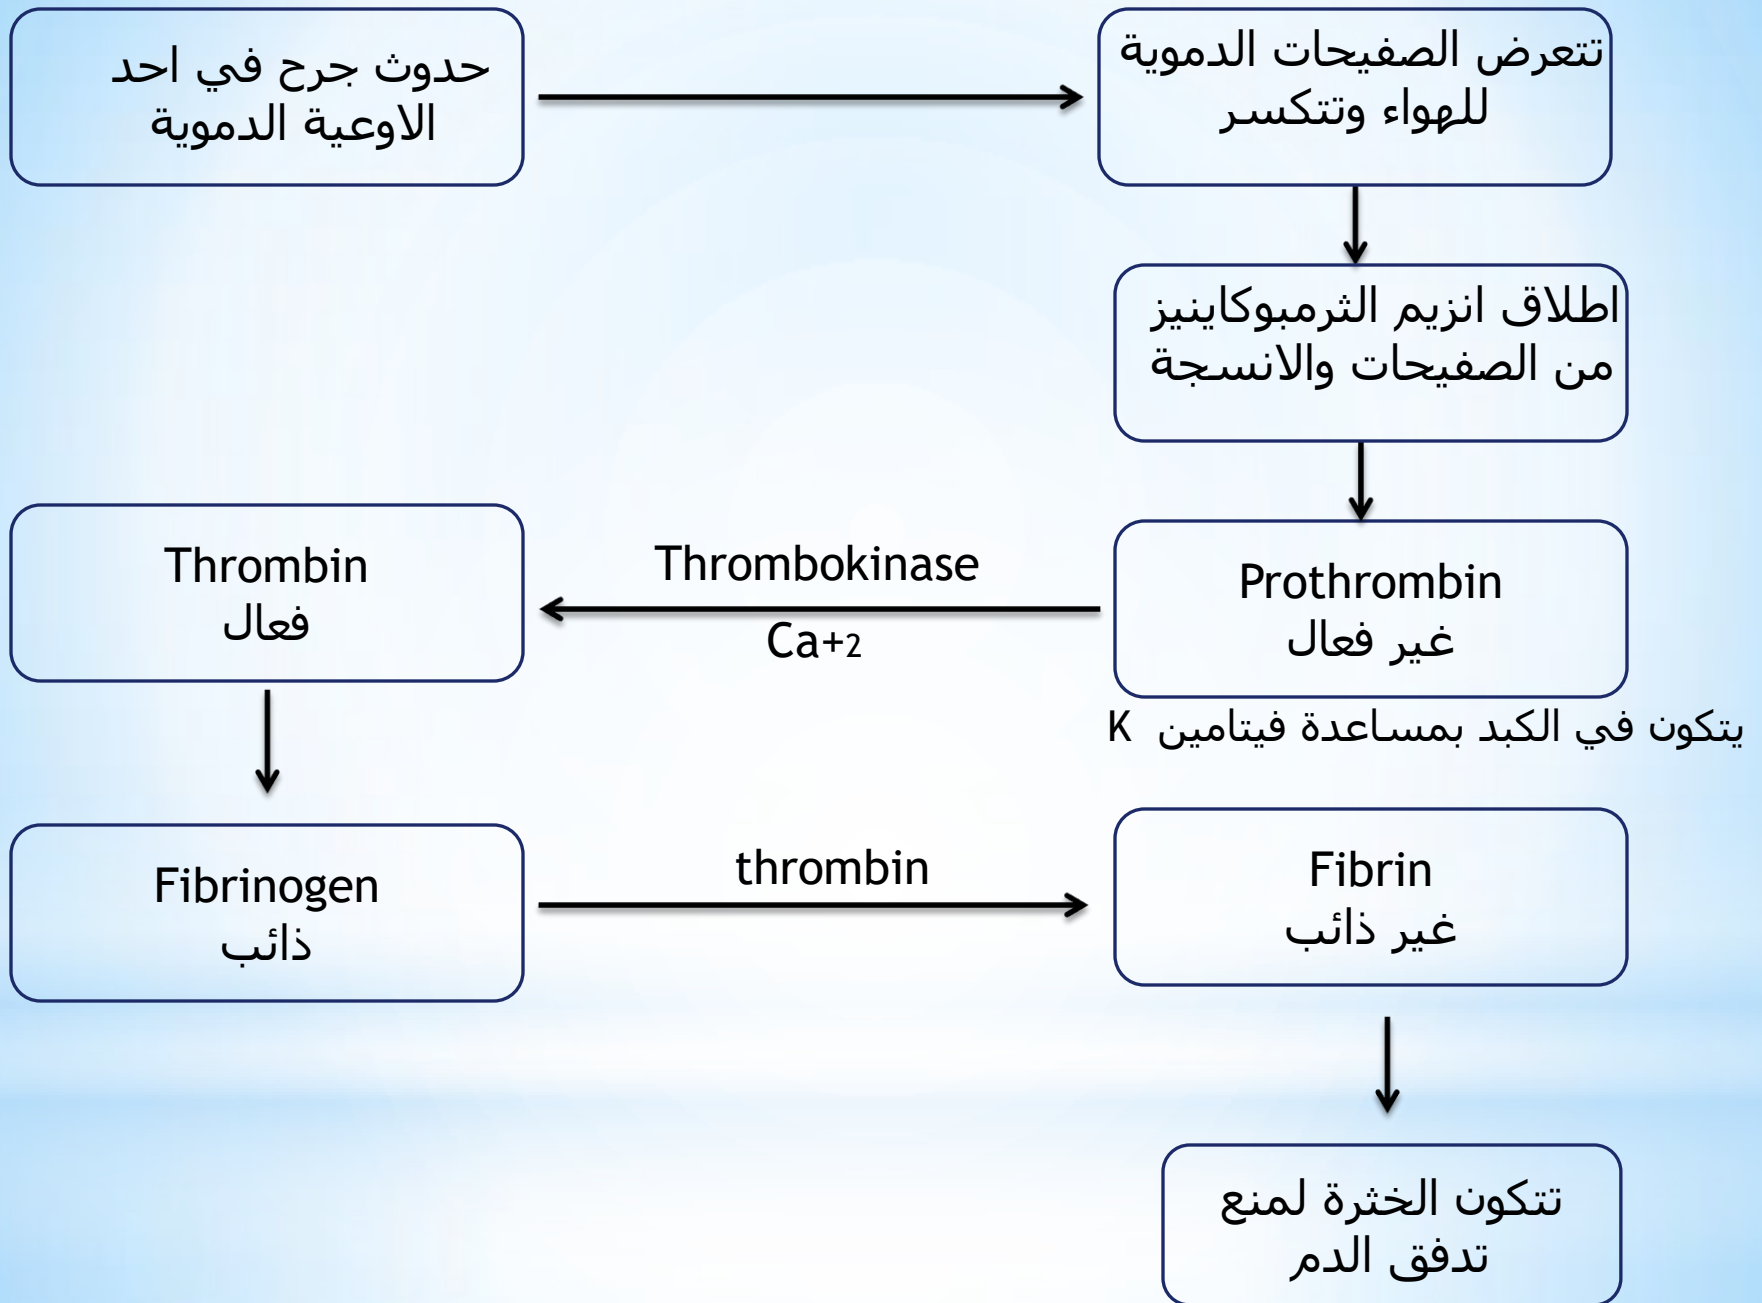 حدوث جرح في احد
الاوعية الدموية
تتعرض الصفيحات الدموية
للهواء وتتكسر
اطلاق انزيم الثرمبوكاينيز
من الصفيحات والانسجة
Prothrombin
غير فعال
يتكون في الكبد بمساعدة فيتامين K
Thrombokinase
Ca+2
Thrombin
فعال
Fibrinogen
ذائب
thrombin
Fibrin
غير ذائب
تتكون الخثرة لمنع
تدفق الدم